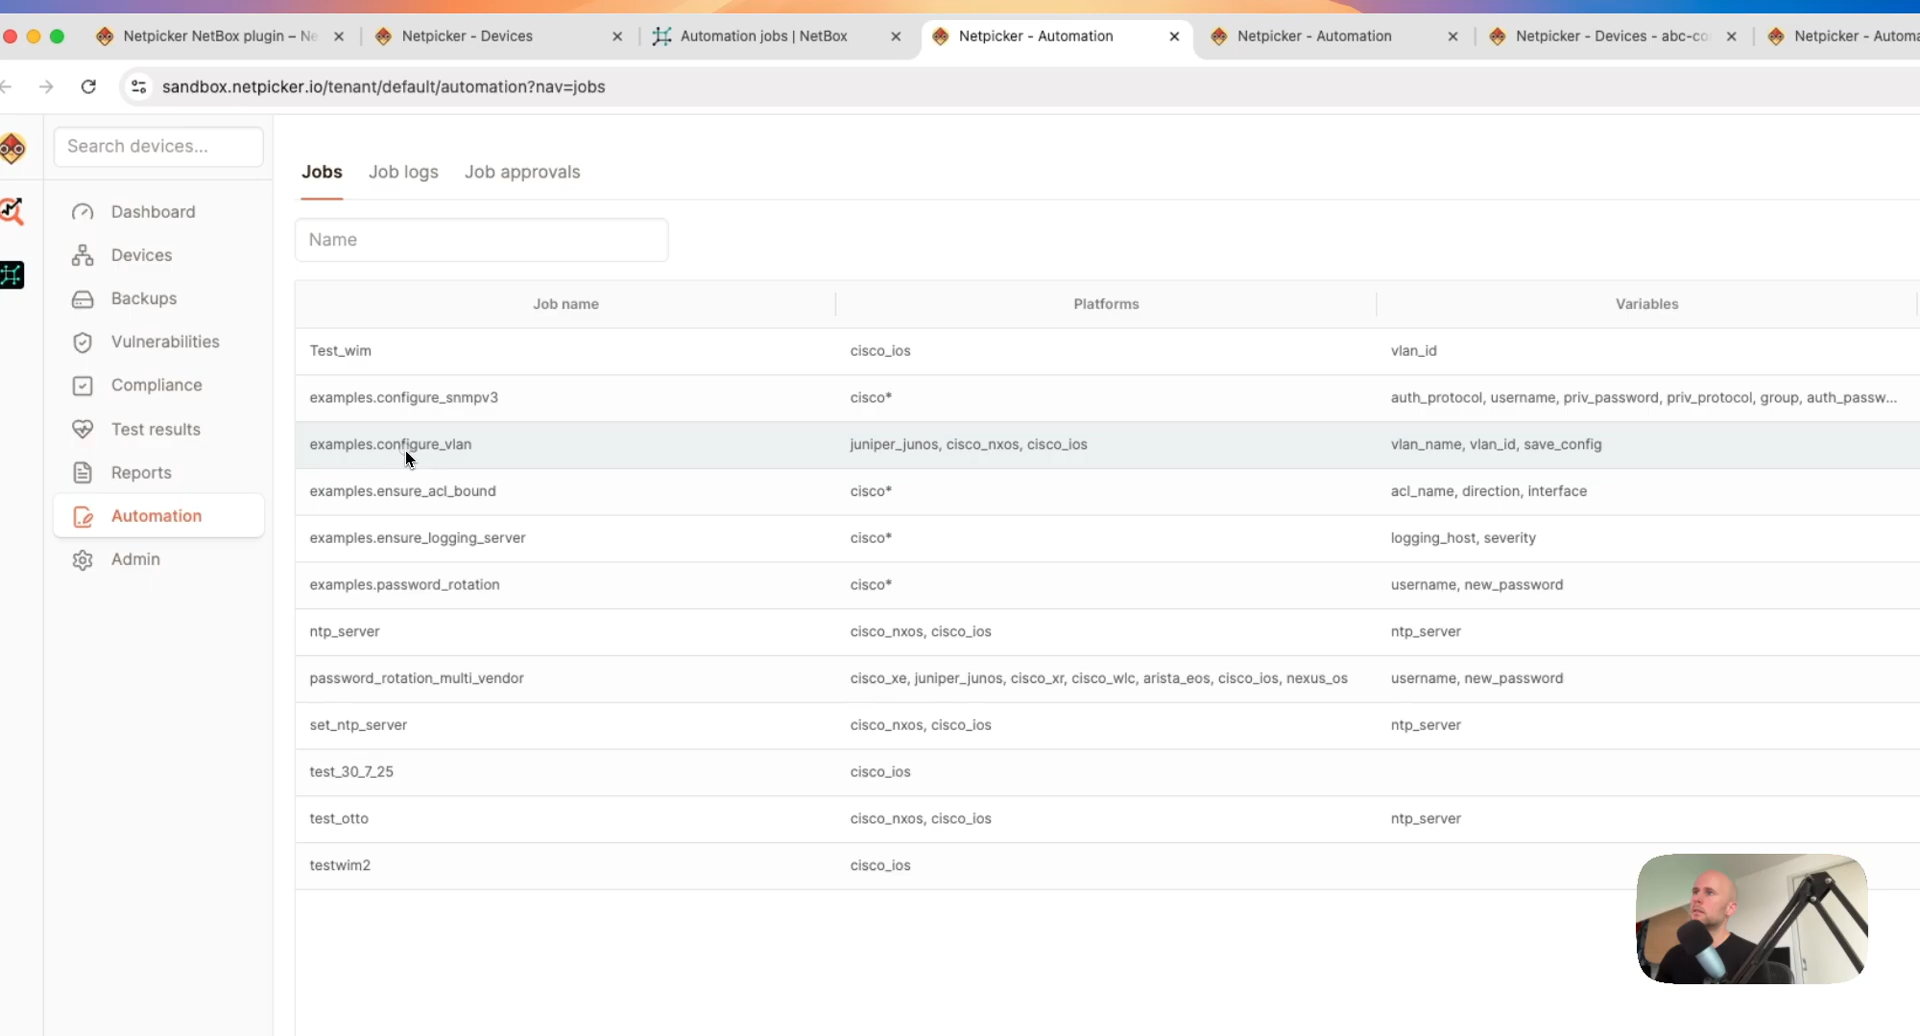 Netpicker NetBox plugin – Ne
Netpicker - Devices
Automation jobs | NetBox
Netpicker - Automation
Netpicker - Automation
Netpicker - Devices - abc-co
Netpicker - Automa
sandbox.netpicker.io/tenant/default/automation?nav=jobs
Search devices...
Dashboard
Devices
Backups
Vulnerabilities
Compliance
Test results
Reports
Automation
Admin
Jobs Job logs Job approvals
Name
Job name Platforms Variables
Test_wim cisco_ios vlan_id
examples.configure_snmpv3 cisco* auth_protocol, username, priv_password, priv_protocol, group, auth_passw...
examples.configure_vlan juniper_junos, cisco_nxos, cisco_ios vlan_name, vlan_id, save_config
examples.ensure_acl_bound cisco* acl_name, direction, interface
examples.ensure_logging_server cisco* logging_host, severity
examples.password_rotation cisco* username, new_password
ntp_server cisco_nxos, cisco_ios ntp_server
password_rotation_multi_vendor cisco_xe, juniper_junos, cisco_xr, cisco_wlc, arista_eos, cisco_ios, nexus_os username, new_password
set_ntp_server cisco_nxos, cisco_ios ntp_server
test_30_7_25 cisco_ios
test_otto cisco_nxos, cisco_ios ntp_server
testwim2 cisco_ios